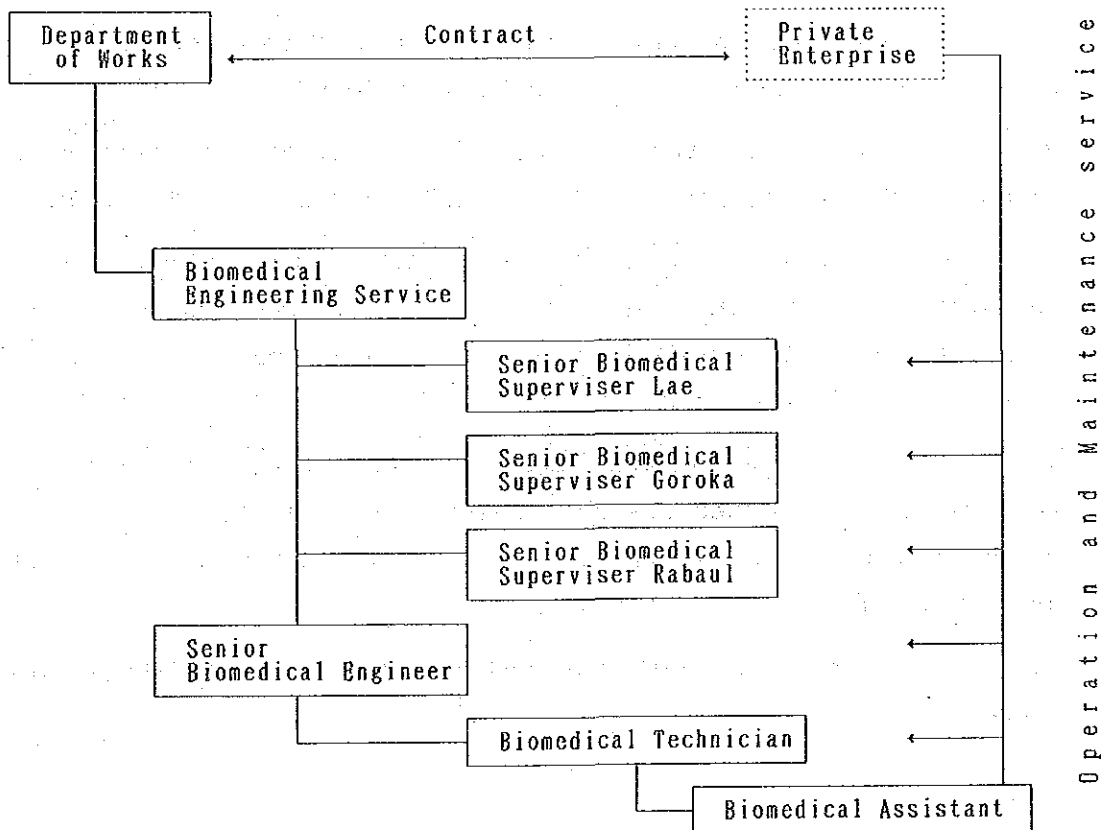 Department
of Works
Contract
Private
Enterprise
Operation and Maintenance service
Biomedical
Engineering Service
Senior Biomedical
Superviser Lae
Senior Biomedical
Superviser Goroka
Senior Biomedical
Superviser Rabaul
Senior
Biomedical Engineer
Biomedical Technician
Biomedical Assistant